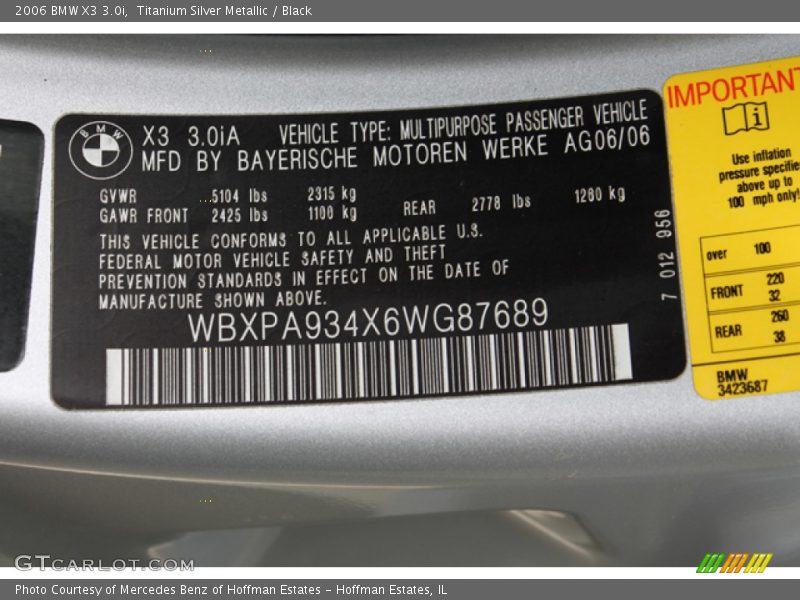 2006 BMW X3 3.0i, Titanium Silver Metallic / Black
BMW
X3 3.0iA VEHICLE TYPE: MULTIPURPOSE PASSENGER VEHICLE
MFD BY BAYERISCHE MOTOREN WERKE AG06/06
GVWR 5104 lbs 2315 kg
GAWR FRONT 2425 lbs 1100 kg REAR 2778 lbs 1260 kg
THIS VEHICLE CONFORMS TO ALL APPLICABLE U.S.
FEDERAL MOTOR VEHICLE SAFETY AND THEFT
PREVENTION STANDARDS IN EFFECT ON THE DATE OF
MANUFACTURE SHOWN ABOVE.
WBXPA934X6WG87689
7 012 956
IMPORTANT
Use inflation
pressure specifie
above up to
100 mph only!
over 100
FRONT 220
32
REAR 260
38
BMW
3423687
GTCARLOT.COM
Photo Courtesy of Mercedes Benz of Hoffman Estates - Hoffman Estates, IL